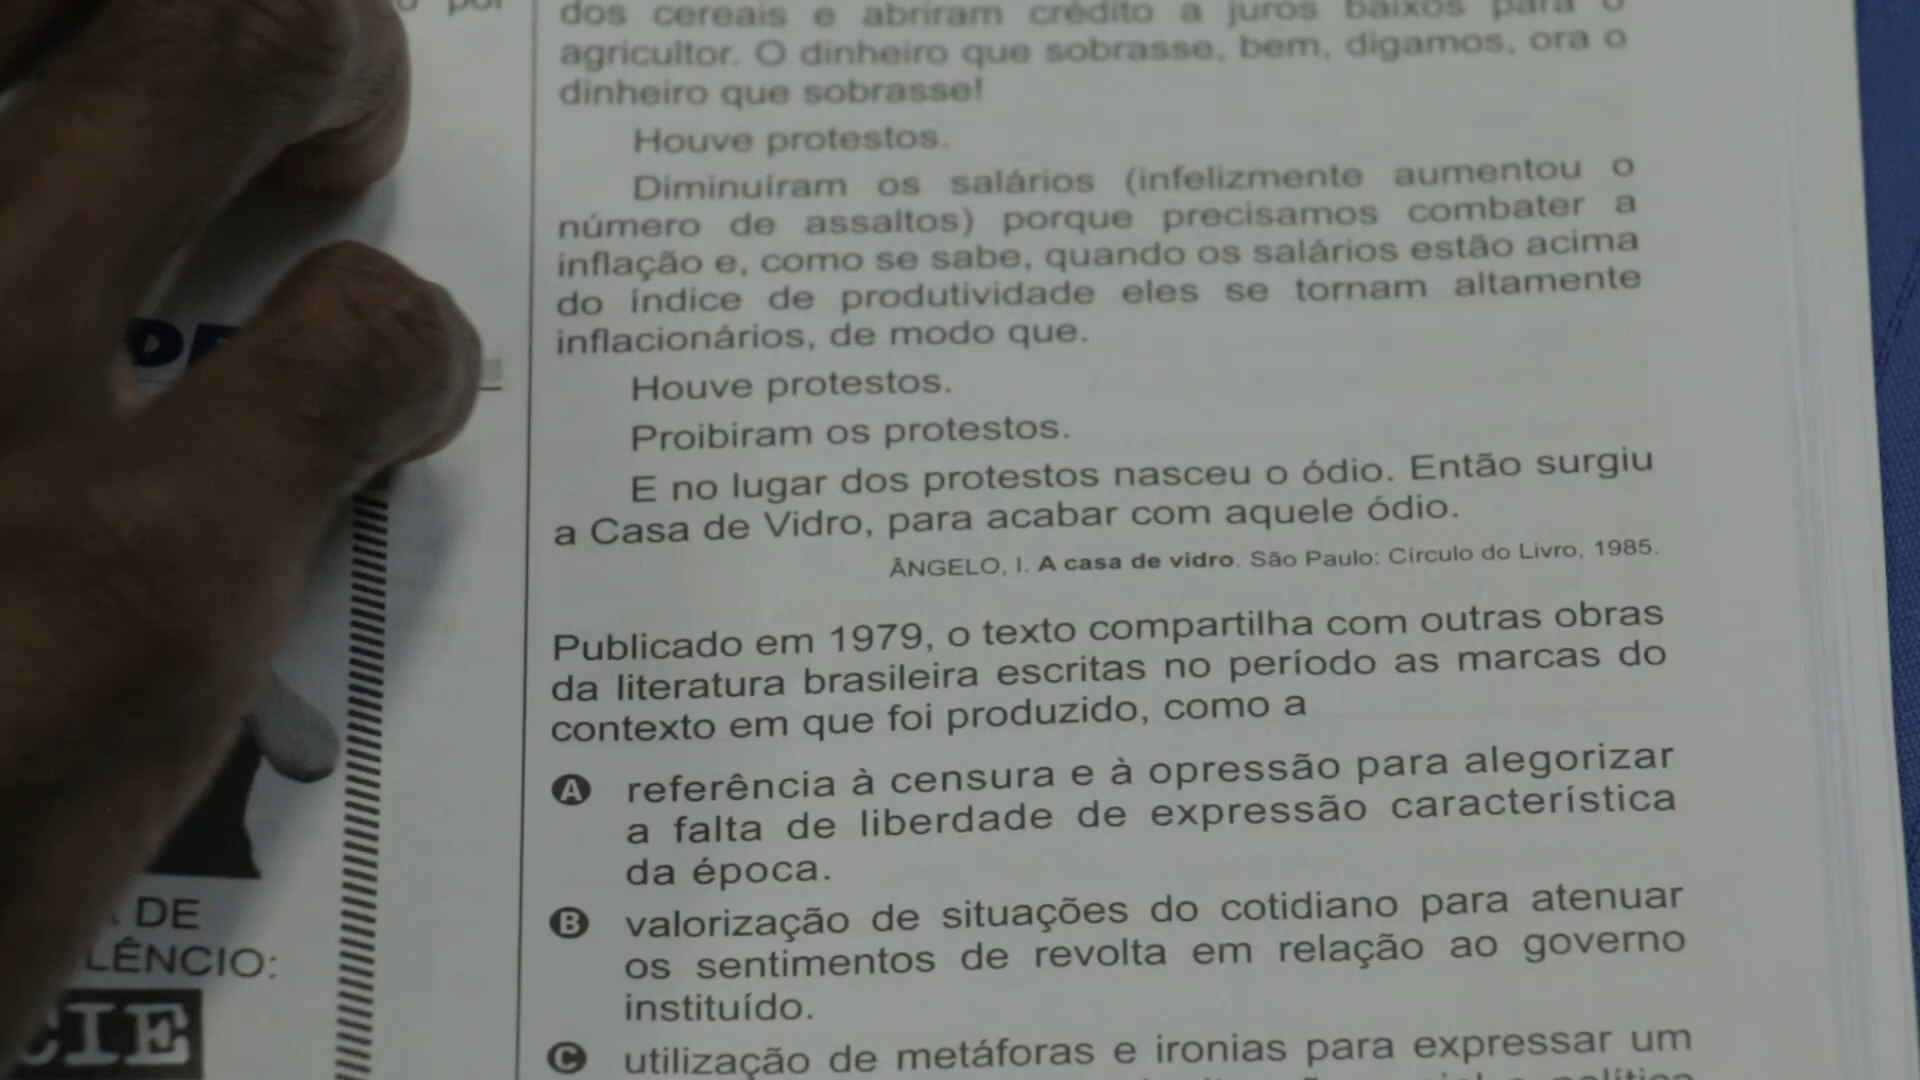 por
dos cereais e abriram crédito a juros baixos para o
agricultor. O dinheiro que sobrasse, bem, digamos, ora o
dinheiro que sobrasse!
Houve protestos.
Diminuíram os salários (infelizmente aumentou o
número de assaltos) porque precisamos combater a
inflação e, como se sabe, quando os salários estão acima
do índice de produtividade eles se tornam altamente
inflacionários, de modo que.
Houve protestos.
Proibiram os protestos.
E no lugar dos protestos nasceu o ódio. Então surgiu
a Casa de Vidro, para acabar com aquele ódio.
ÂNGELO, I. A casa de vidro. São Paulo: Círculo do Livro, 1985.
Publicado em 1979, o texto compartilha com outras obras
da literatura brasileira escritas no período as marcas do
contexto em que foi produzido, como a
A referência à censura e à opressão para alegorizar
a falta de liberdade de expressão característica
da época.
B valorização de situações do cotidiano para atenuar
os sentimentos de revolta em relação ao governo
instituído.
C utilização de metáforas e ironias para expressar um
DE
LÊNCIO:
CIE